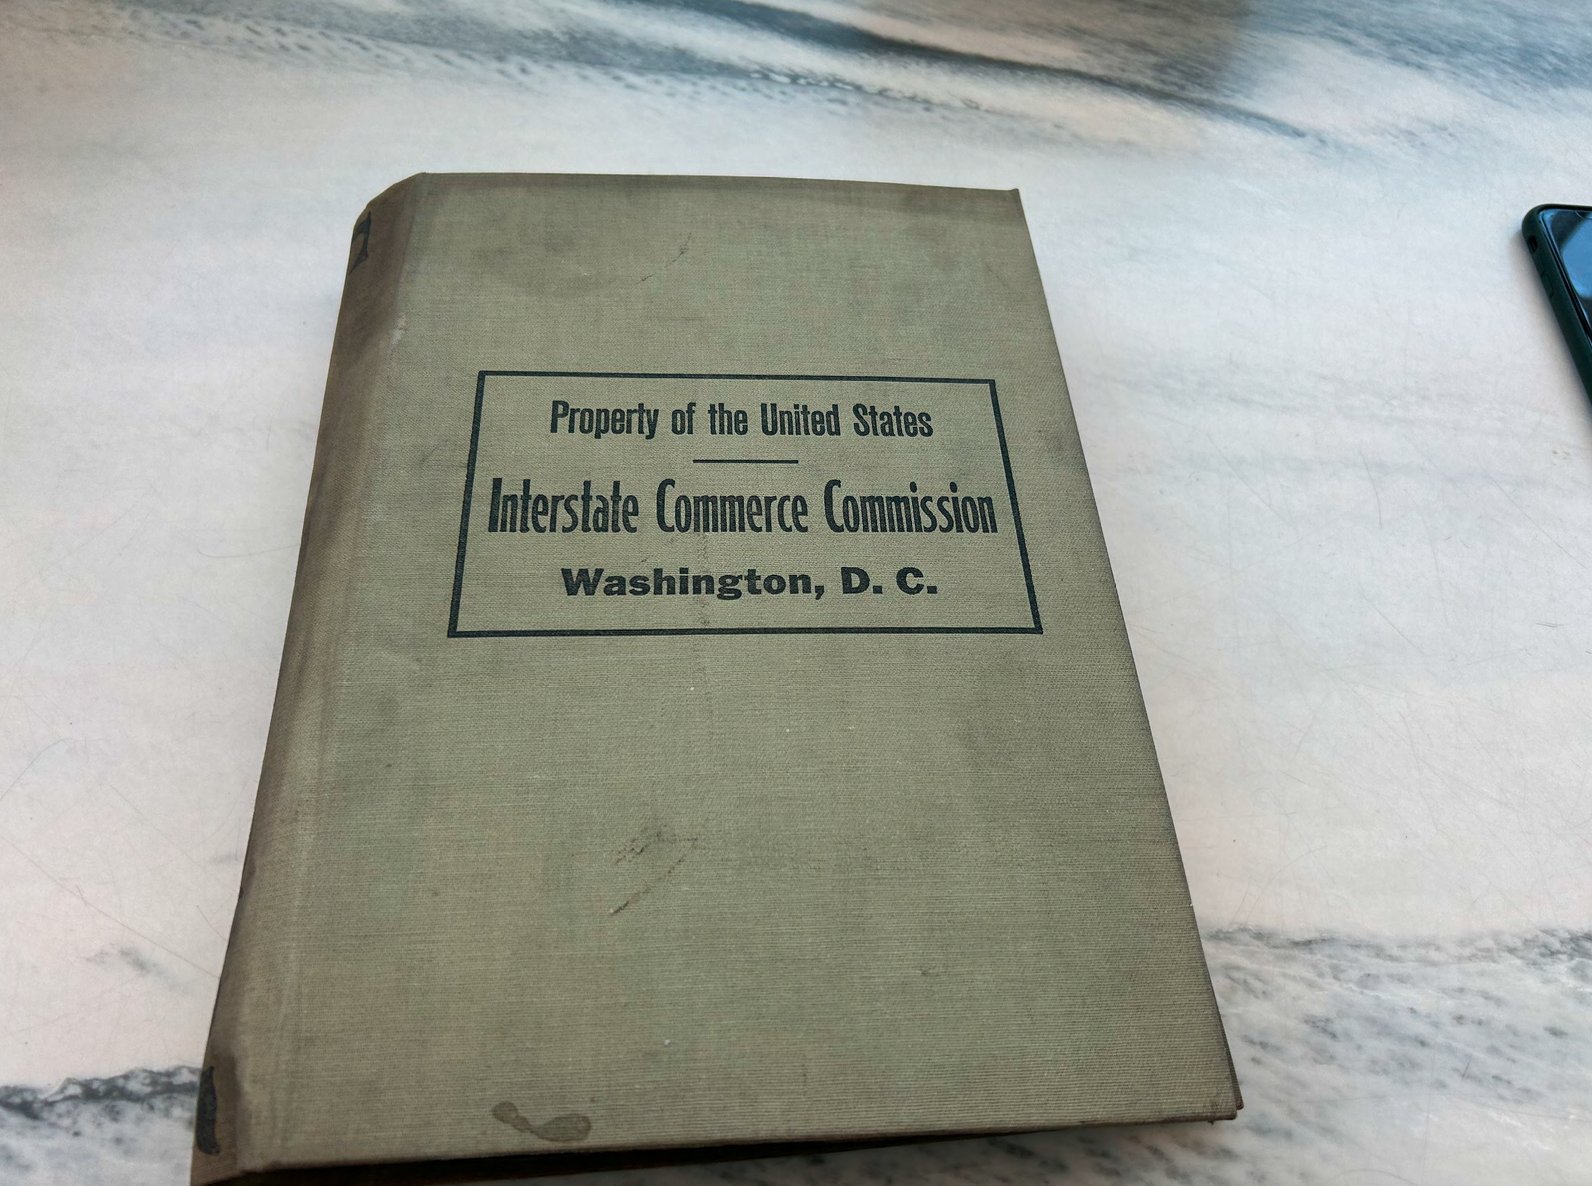 Property of the United States
Interstate Commerce Commission
Washington, D. C.